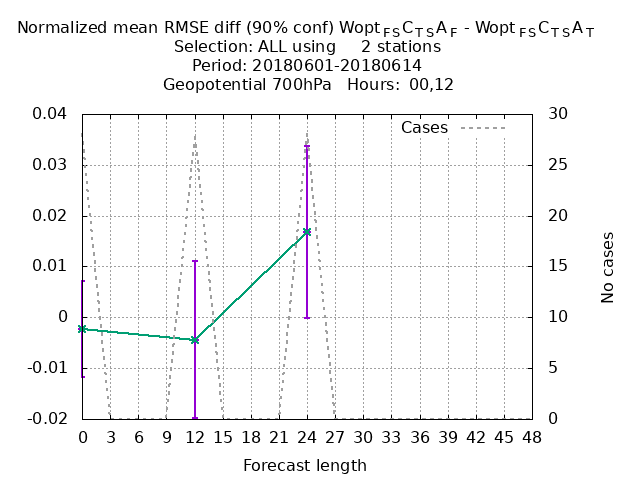 Normalized mean RMSE diff (90% conf) Wopt FS C TS A F - Wopt FS C TS A T
Selection: ALL using 2 stations
Period: 20180601-20180614
Geopotential 700hPa Hours: 00,12
Cases
0.04
0.03
0.02
0.01
0
-0.01
-0.02
30
25
20
15
10
5
0
No cases
0 3 6 9 12 15 18 21 24 27 30 33 36 39 42 45 48
Forecast length